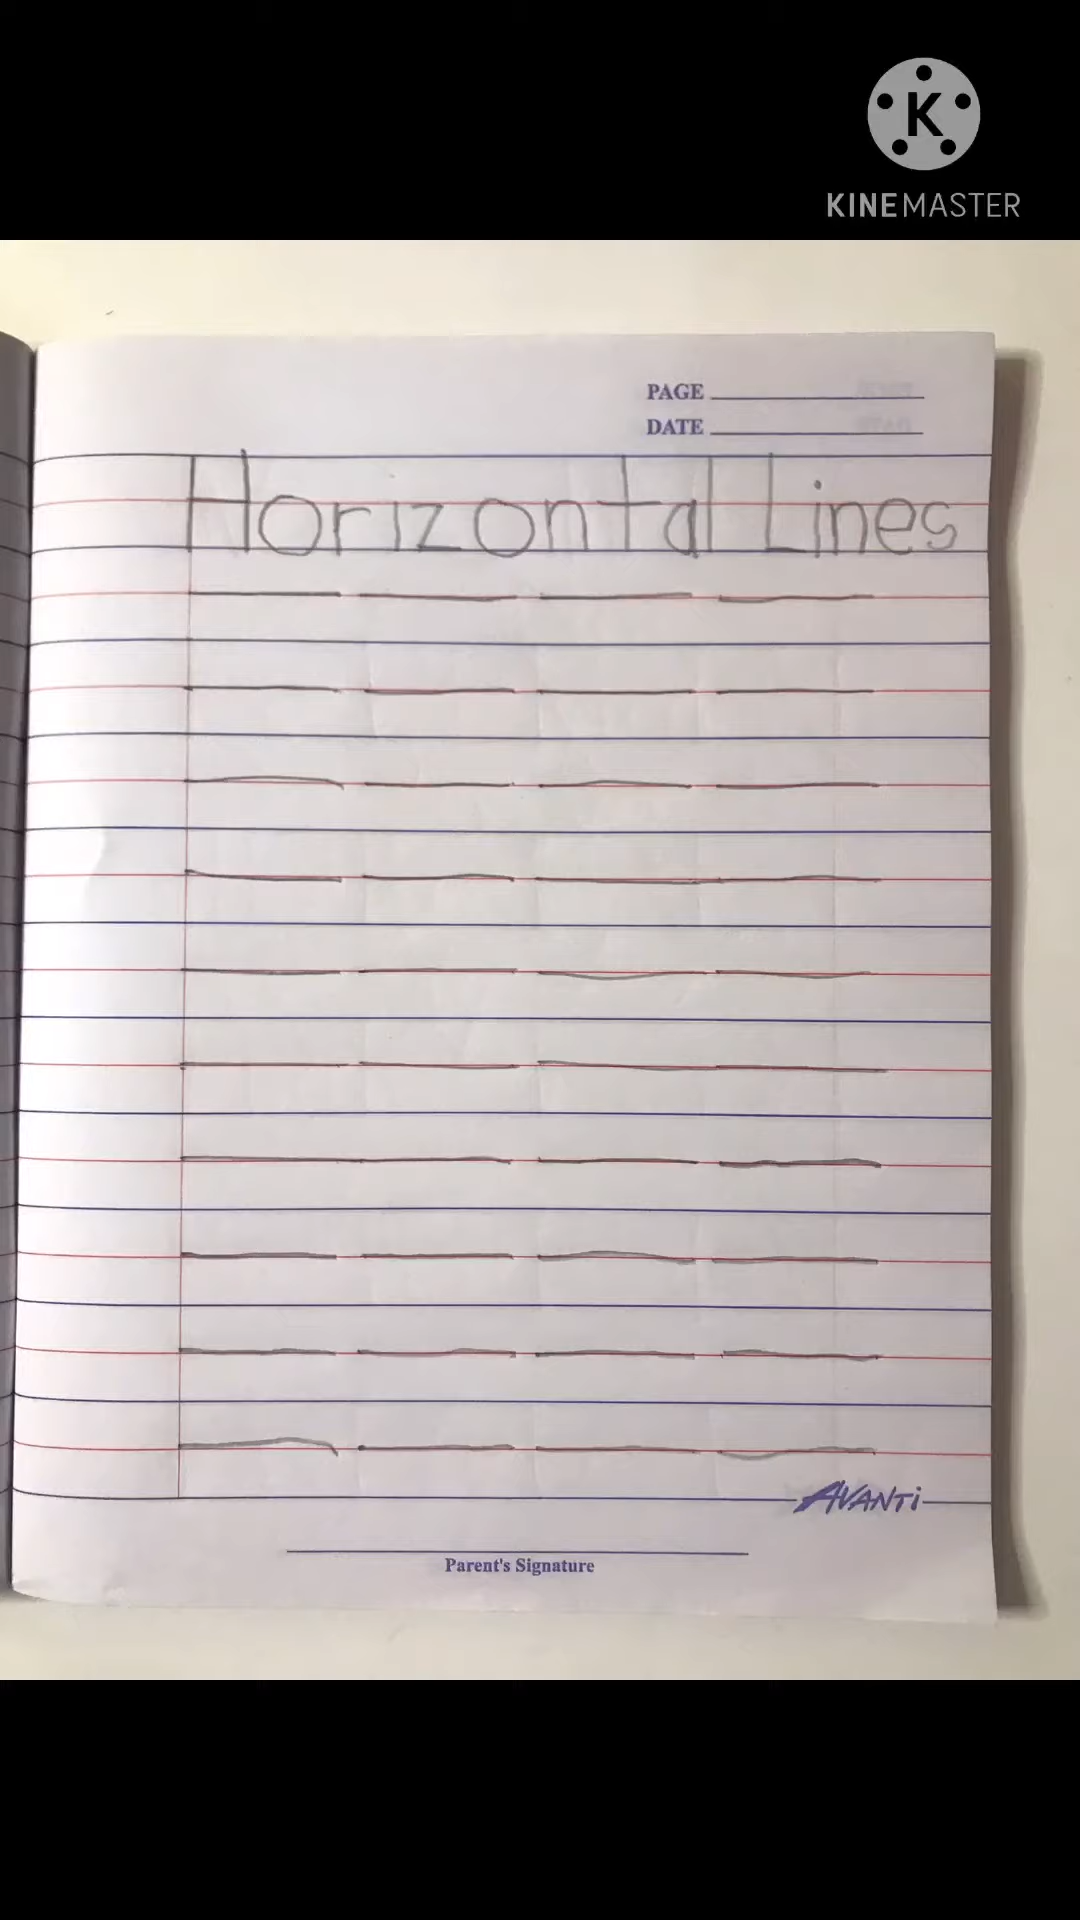 K
KINEMASTER
PAGE
DATE
Horizontal Lines
AVANTi
Parent's Signature